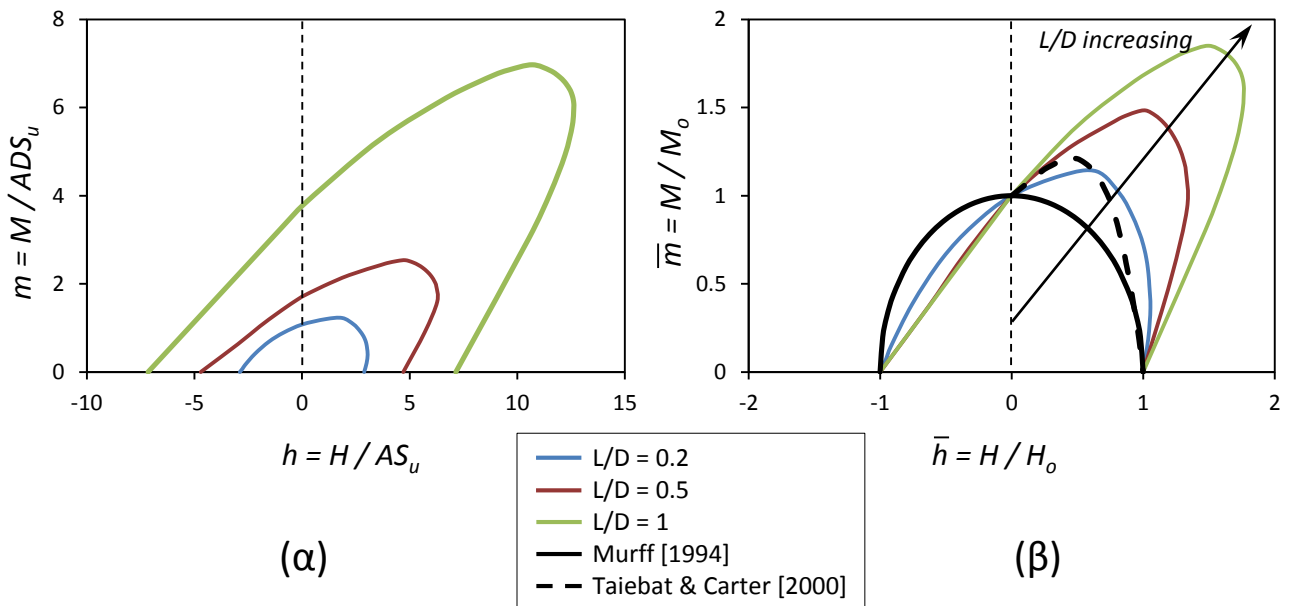 8
6
4
2
0
-10
-5
0
5
10
15
m = M / ADSᵤ
h = H / ASᵤ
(α)
L/D increasing
2
1.5
1
0.5
0
-2
-1
0
1
2
m̅ = M / Mₒ
h̅ = H / Hₒ
(β)
L/D = 0.2
L/D = 0.5
L/D = 1
Murff [1994]
Taiebat & Carter [2000]